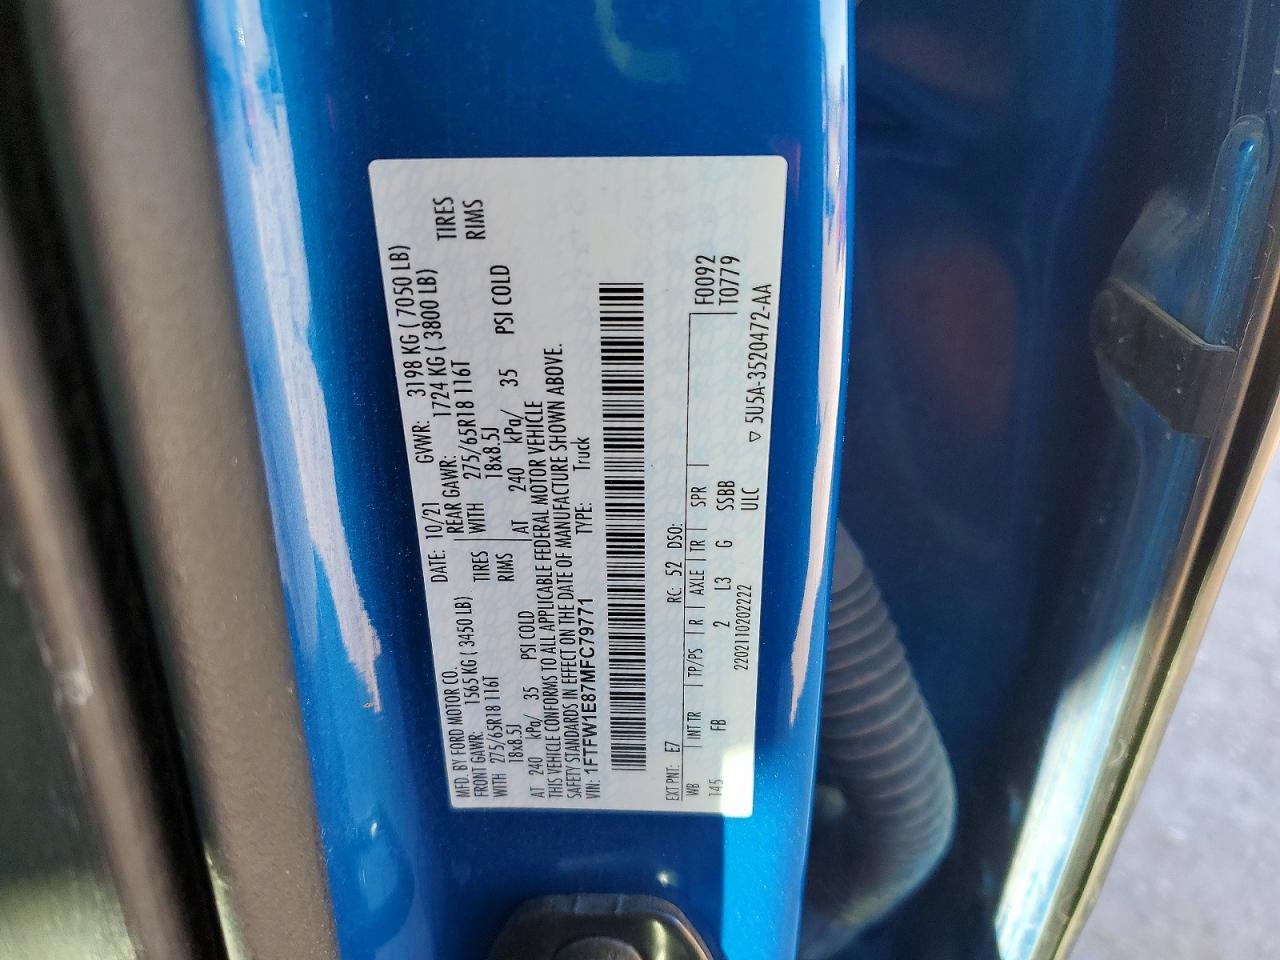 MFD. BY FORD MOTOR CO.
DATE: 10/21 GVWR: 3198 KG ( 7050 LB)
FRONT GAWR: 1565 KG ( 3450 LB) REAR GAWR: 1724 KG ( 3800 LB)
WITH 275/65R18 116T TIRES WITH 275/65R18 116T TIRES
18x8.5J RIMS 18x8.5J RIMS
AT 240 kPa/ 35 PSI COLD AT 240 kPa/ 35 PSI COLD
THIS VEHICLE CONFORMS TO ALL APPLICABLE FEDERAL MOTOR VEHICLE
SAFETY STANDARDS IN EFFECT ON THE DATE OF MANUFACTURE SHOWN ABOVE.
VIN: 1FTFW1E87MFC79771 TYPE: Truck
EXT PNT: E7 RC: 52 DSO: F0092
WB INT TR TP/PS R AXLE TR SPR T0779
145 FB 2 L3 G SSBB
2202110202222 ULC
▽ 5U5A-3520472-AA